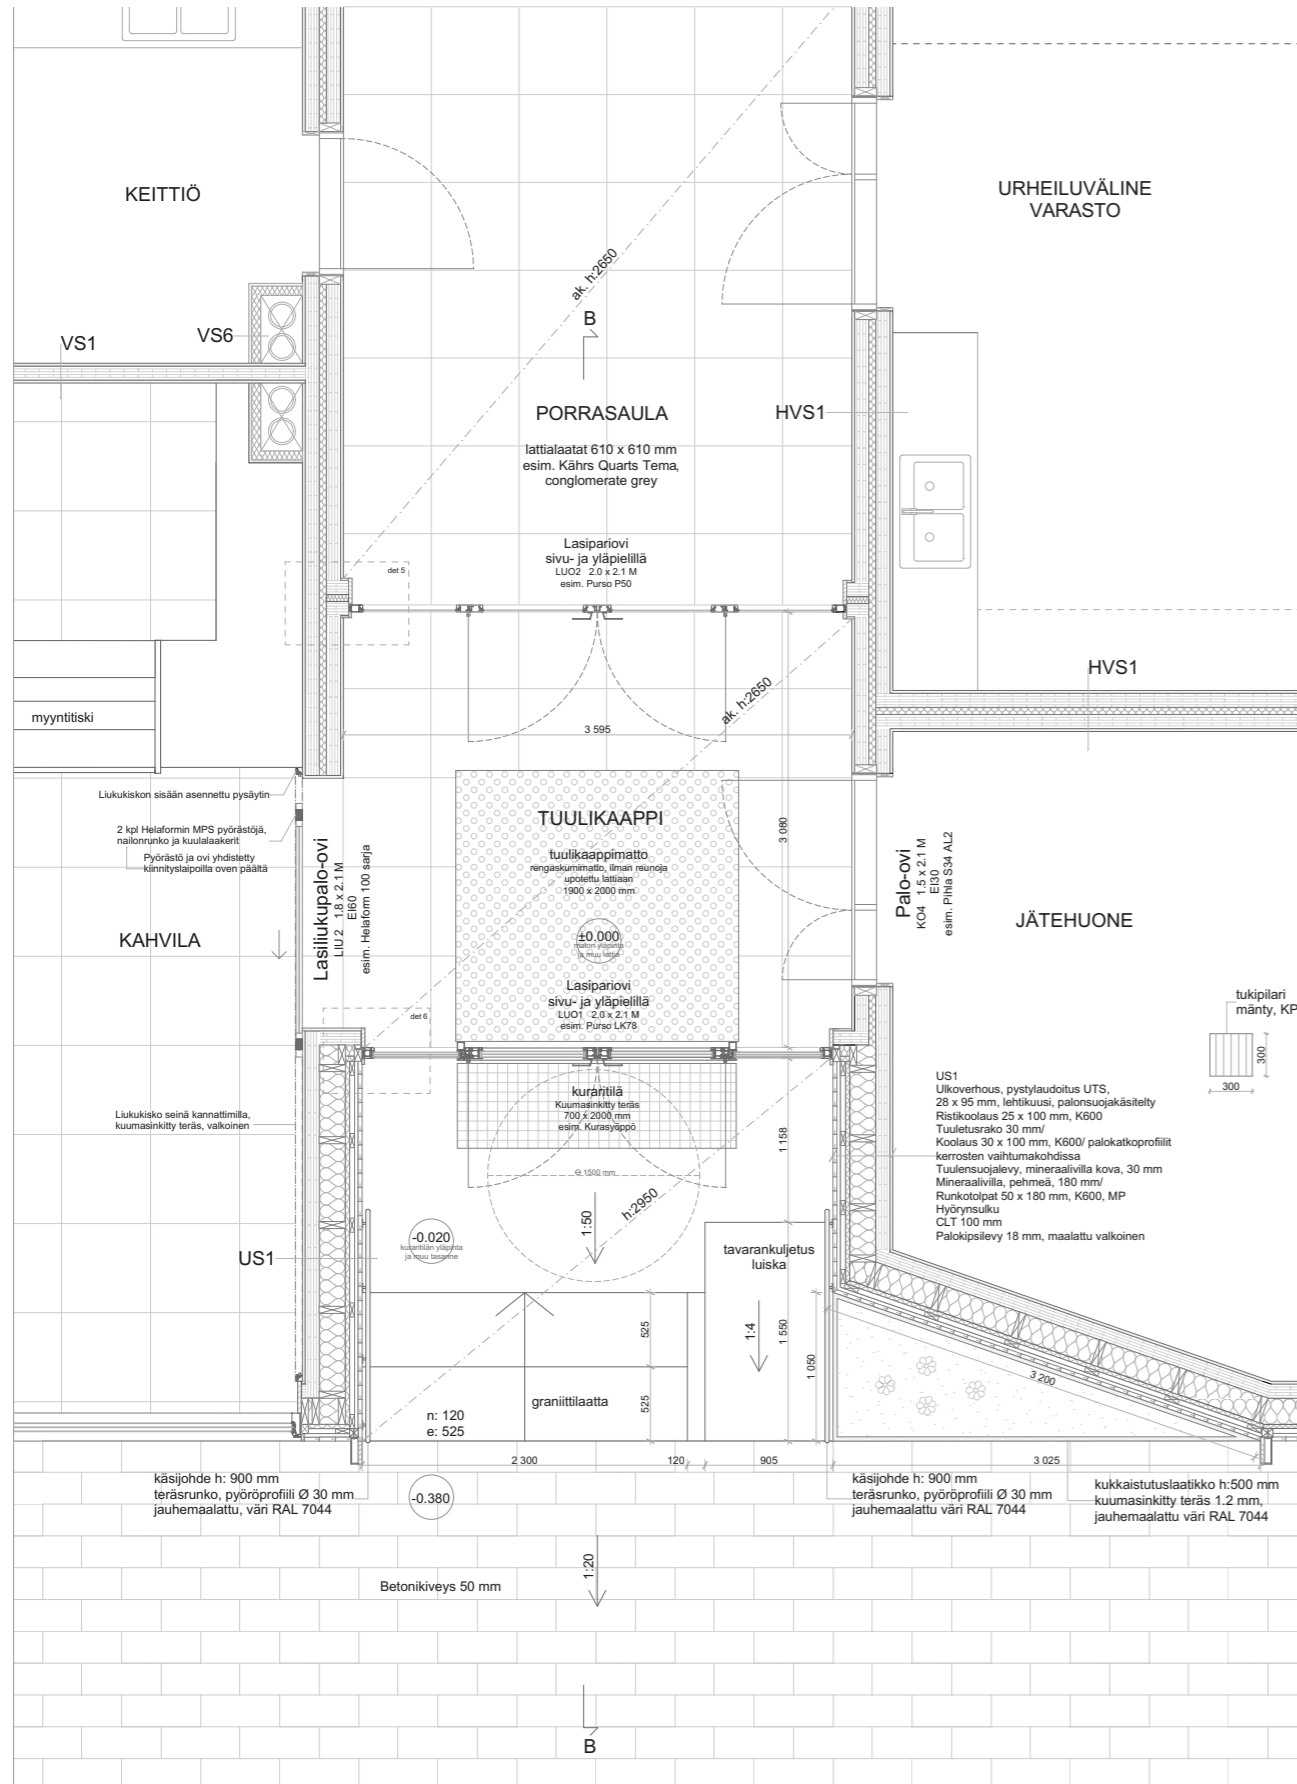 KEITTIÖ
URHEILUVÄLINE
VARASTO
ak. h:2650
B
VS6
VS1
PORRASAULA
HVS1
lattialaatat 610 x 610 mm
esim. Kährs Quarts Tema,
conglomerate grey
Lasipariovi
sivu- ja yläpielillä
LUO2 2.0 x 2.1 M
esim. Purso P50
det 5
HVS1
ak. h:2650
myyntitiski
3 595
Liukukiskon sisään asennettu pysäytin
2 kpl Helaformin MPS pyörästöjä,
nailonrunko ja kuulalaakerit
Pyörästö ja ovi yhdistetty
kiinnityslaipoilla oven päältä
TUULIKAAPPI
tuulikaappimatto
rengaskumimatto, ilman reunoja
upotettu lattiaan
1900 x 2000 mm
3 080
Lasiliukupalo-ovi
LIU 2 1.8 x 2.1 M
EI60
esim. Helaform 100 sarja
Palo-ovi
KO4 1.5 x 2.1 M
EI30
esim. Pihla S34 AL2
KAHVILA
JÄTEHUONE
±0.000
maton yläpinta
ja muu lattia
Lasipariovi
sivu- ja yläpielillä
LUO1 2.0 x 2.1 M
esim. Purso LK78
det 6
tukipilari
mänty, KP
300
300
kuraritilä
Kuumasinkitty teräs
700 x 2000 mm
esim. Kurasyöppö
Liukukisko seinä kannattimilla,
kuumasinkitty teräs, valkoinen
1 158
Ø 1500 mm
US1
Ulkoverhous, pystylaudoitus UTS,
28 x 95 mm, lehtikuusi, palonsuojakäsitelty
Ristikoolaus 25 x 100 mm, K600
Tuuletusrako 30 mm/
Koolaus 30 x 100 mm, K600/ palokatkoprofiilit
kerrosten vaihtumakohdissa
Tuulensuojalevy, mineraalivilla kova, 30 mm
Mineraalivilla, pehmeä, 180 mm/
Runkotolpat 50 x 180 mm, K600, MP
Höyrynsulku
CLT 100 mm
Palokipsilevy 18 mm, maalattu valkoinen
h:2950
1:50
-0.020
kuraritilän yläpinta
ja muu tasanne
US1
tavarankuljetus
luiska
1:4
525
1 550
1 050
3 200
graniittilaatta
525
n: 120
e: 525
2 300
120
905
3 025
käsijohde h: 900 mm
teräsrunko, pyöröprofiili Ø 30 mm
jauhemaalattu, väri RAL 7044
-0.380
käsijohde h: 900 mm
teräsrunko, pyöröprofiili Ø 30 mm
jauhemaalattu väri RAL 7044
kukkaistutuslaatikko h:500 mm
kuumasinkitty teräs 1.2 mm,
jauhemaalattu väri RAL 7044
1:20
Betonikiveys 50 mm
B